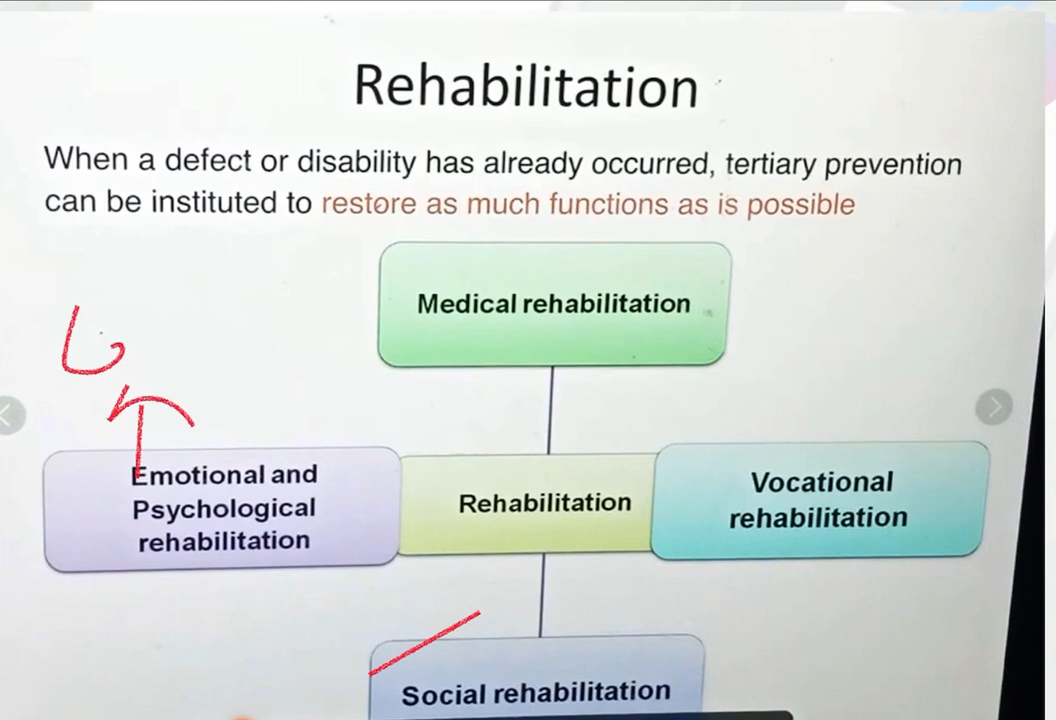 Rehabilitation
When a defect or disability has already occurred, tertiary prevention
can be instituted to restore as much functions as is possible
Medical rehabilitation
Emotional and
Psychological
rehabilitation
Rehabilitation
Vocational
rehabilitation
Social rehabilitation